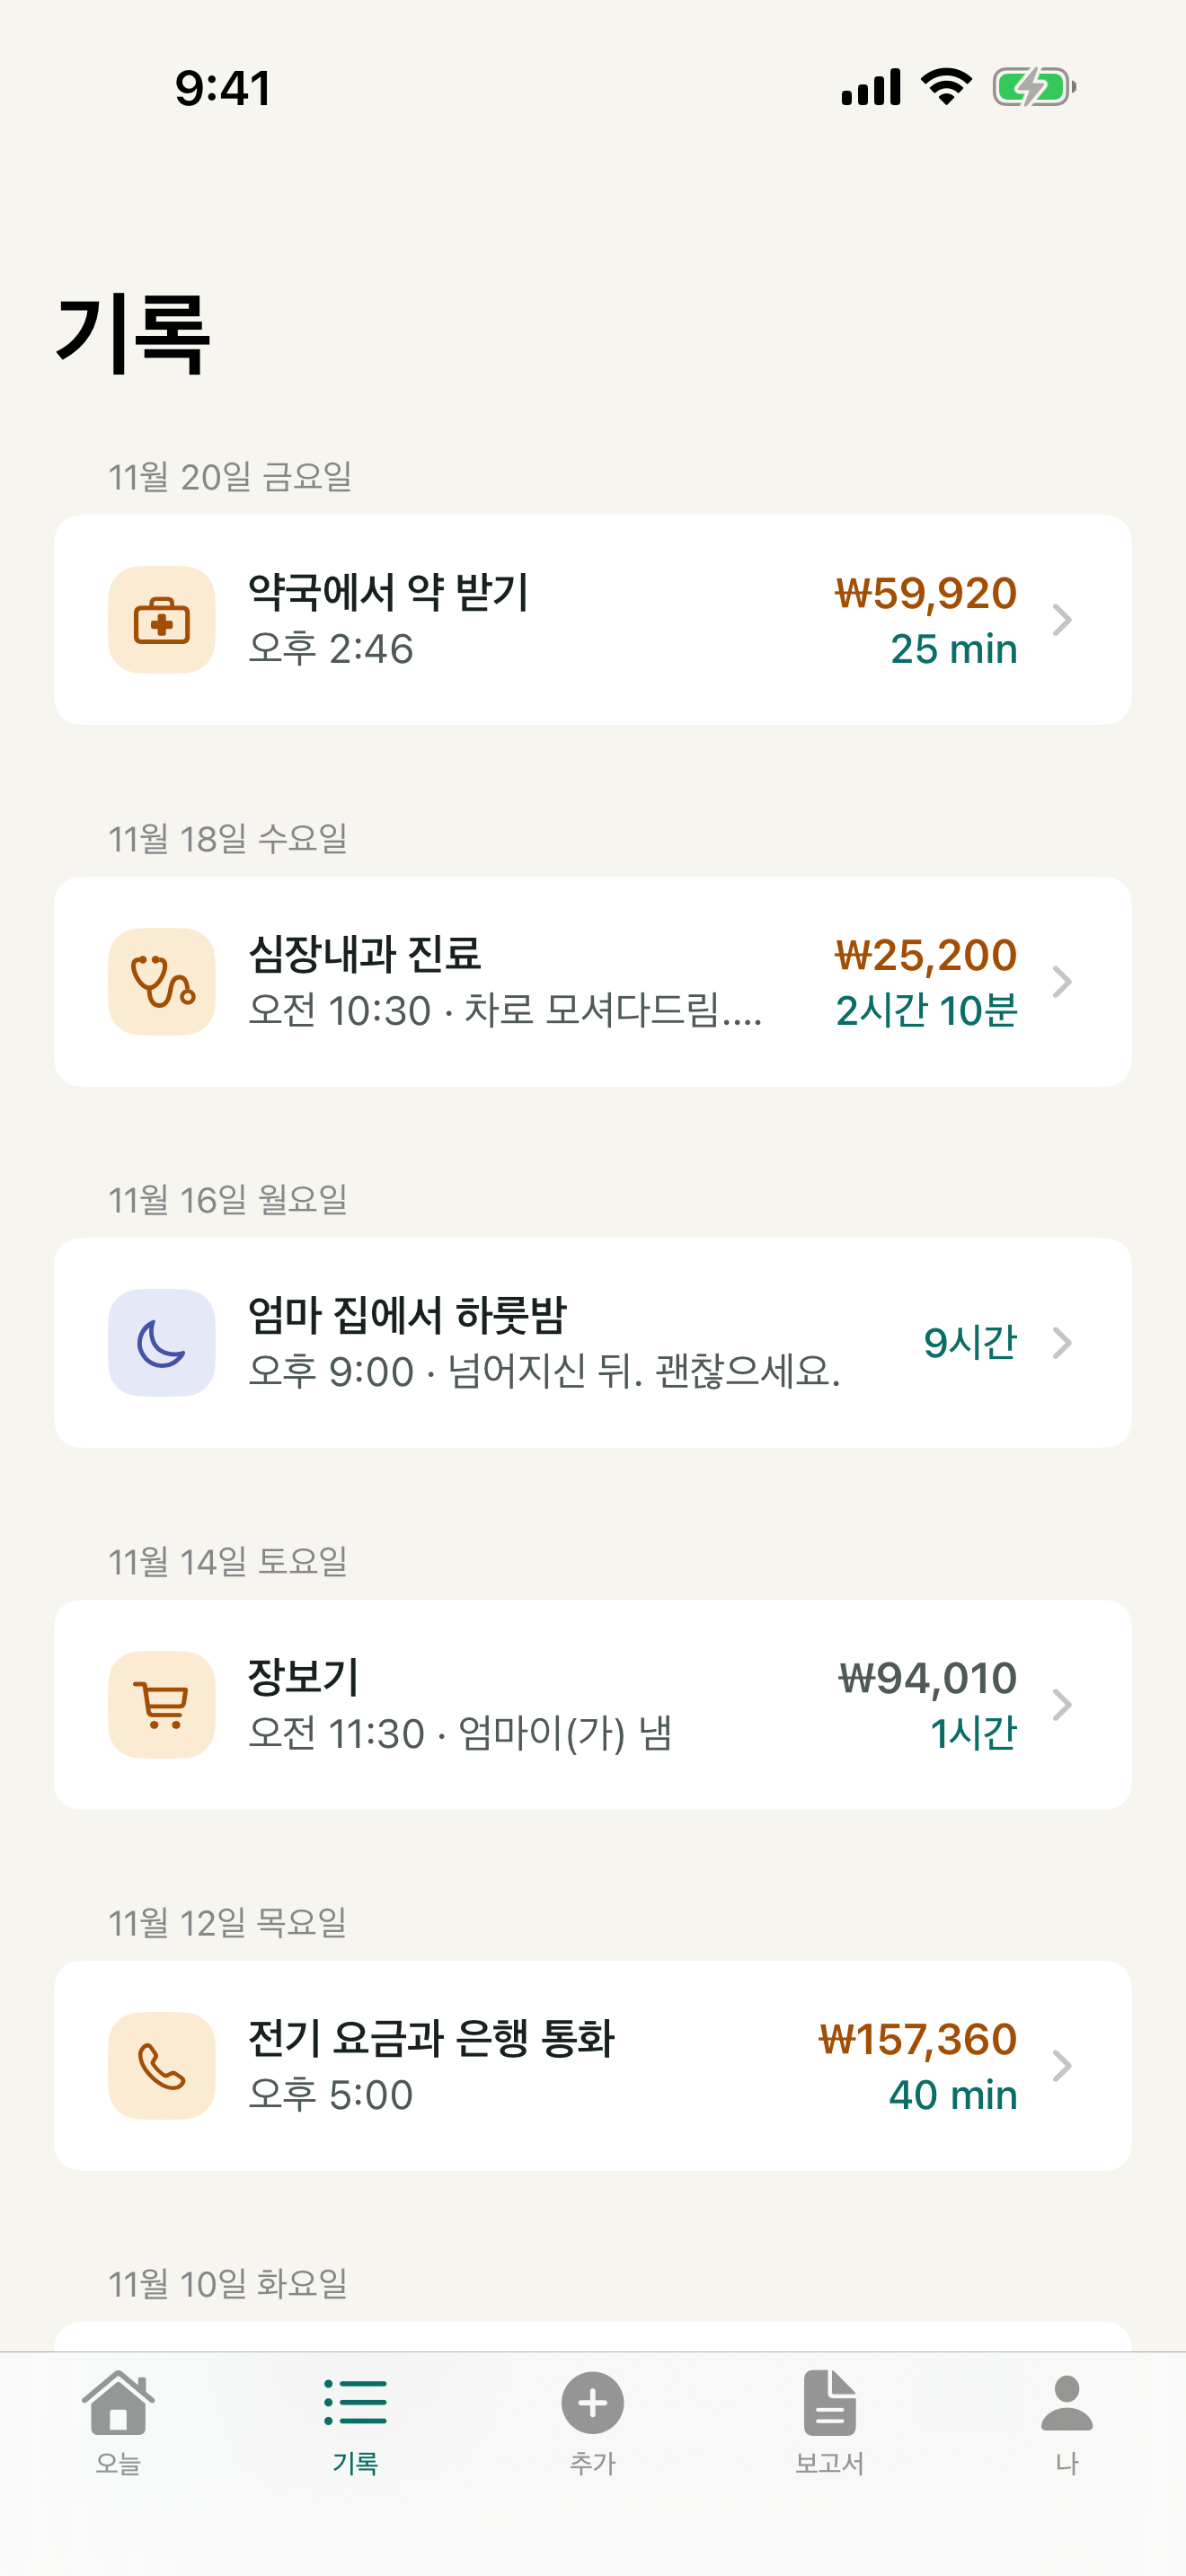 9:41
기록
11월 20일 금요일
약국에서 약 받기
₩59,920
오후 2:46
25 min
11월 18일 수요일
심장내과 진료
₩25,200
오전 10:30 · 차로 모셔다드림....
2시간 10분
11월 16일 월요일
엄마 집에서 하룻밤
오후 9:00 · 넘어지신 뒤. 괜찮으세요.
9시간
11월 14일 토요일
장보기
₩94,010
오전 11:30 · 엄마이(가) 냄
1시간
11월 12일 목요일
전기 요금과 은행 통화
₩157,360
오후 5:00
40 min
11월 10일 화요일
오늘
기록
추가
보고서
나